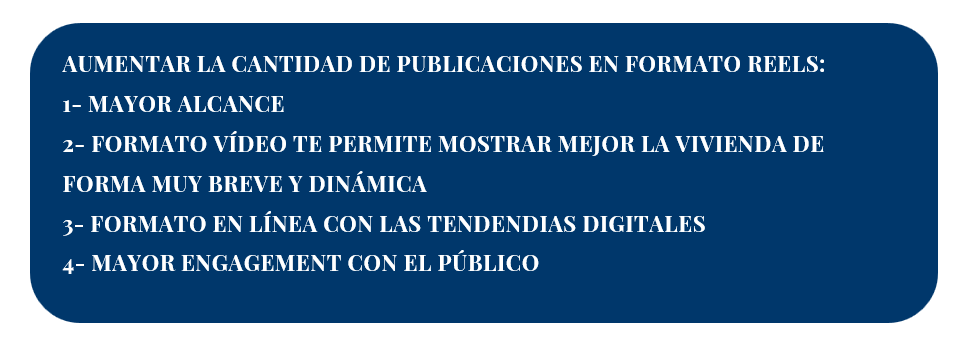 AUMENTAR LA CANTIDAD DE PUBLICACIONES EN FORMATO REELS:
1- MAYOR ALCANCE
2- FORMATO VÍDEO TE PERMITE MOSTRAR MEJOR LA VIVIENDA DE
FORMA MUY BREVE Y DINÁMICA
3- FORMATO EN LÍNEA CON LAS TENDENDIAS DIGITALES
4- MAYOR ENGAGEMENT CON EL PÚBLICO